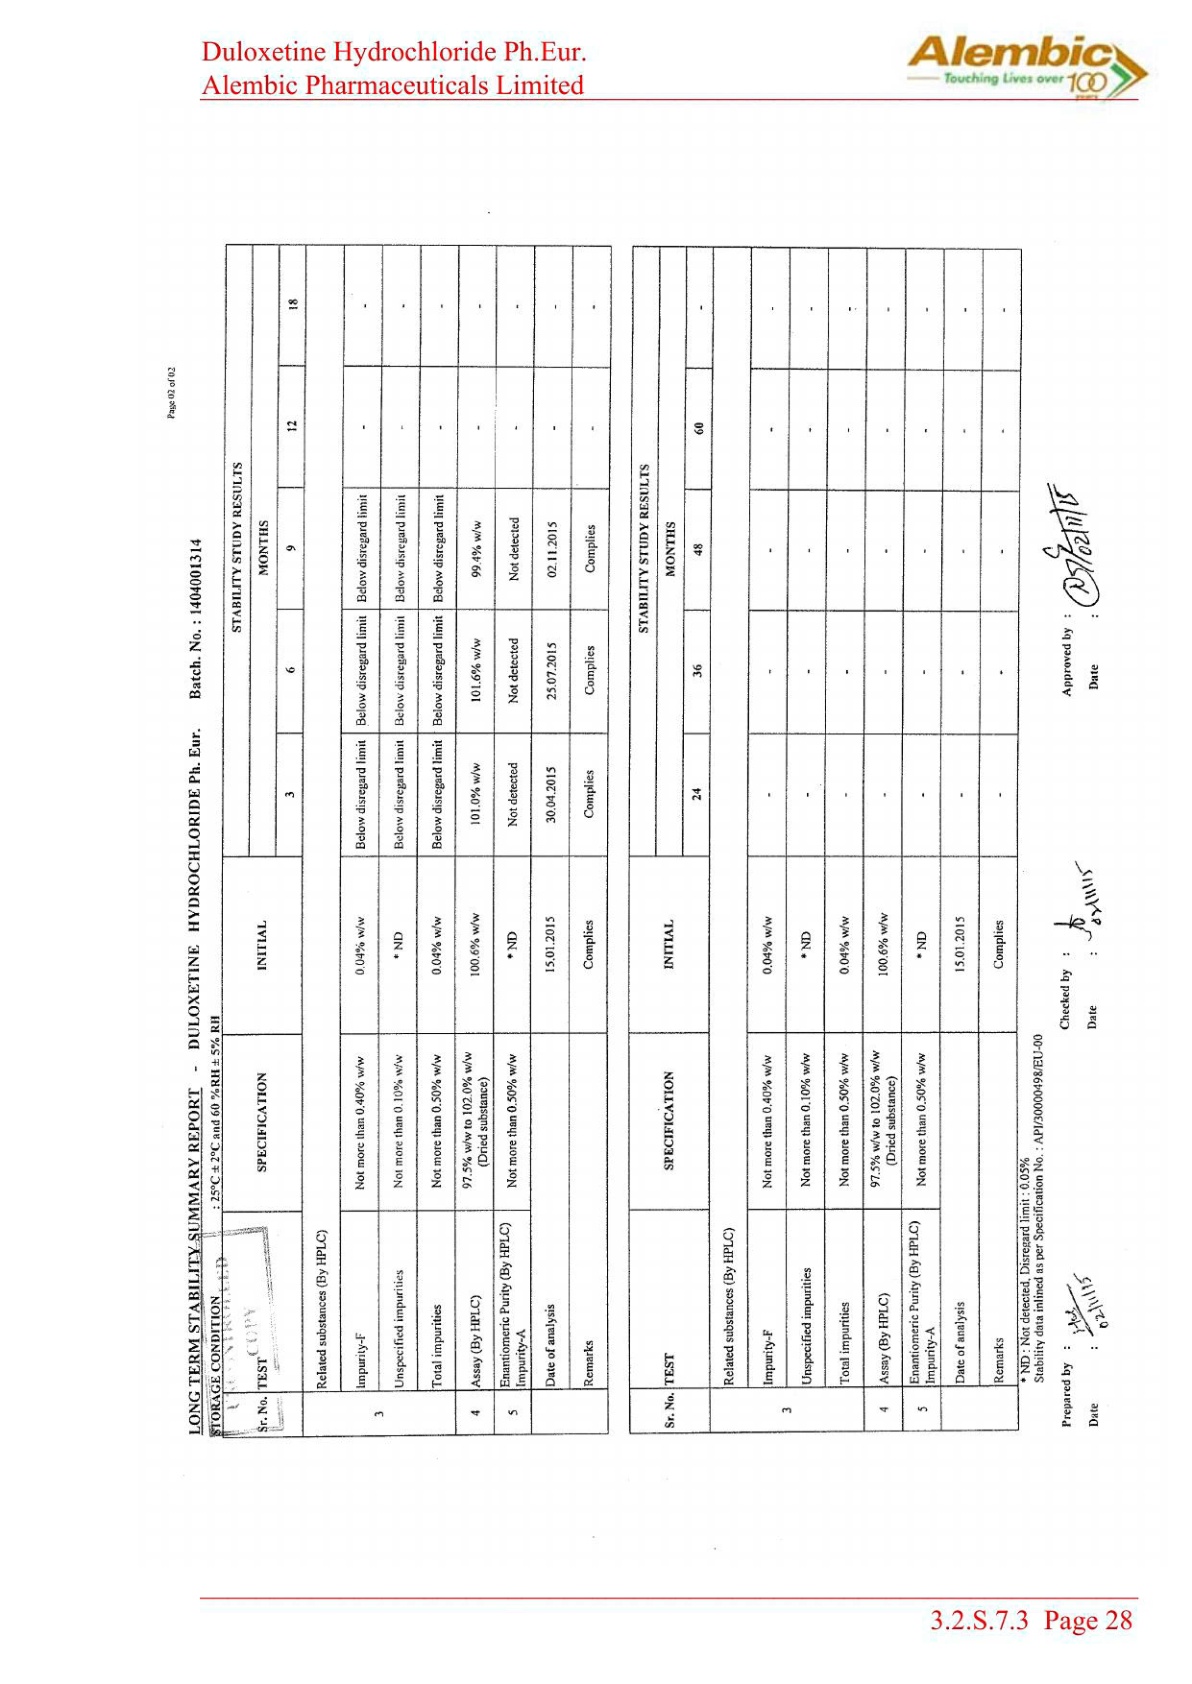 Duloxetine Hydrochloride Ph.Eur.
Alembic Pharmaceuticals Limited
Alembic
Touching Lives over 100
Page 02 of 02
LONG TERM STABILITY SUMMARY REPORT - DULOXETINE HYDROCHLORIDE Ph. Eur. Batch. No. : 1404001314
STORAGE CONDITION : 25°C ± 2°C and 60 %RH ± 5% RH
COPY
Sr. No. TEST SPECIFICATION INITIAL STABILITY STUDY RESULTS
MONTHS
3 6 9 12 18
3 Related substances (By HPLC)
Impurity-F Not more than 0.40% w/w 0.04% w/w Below disregard limit Below disregard limit Below disregard limit - -
Unspecified impurities Not more than 0.10% w/w * ND Below disregard limit Below disregard limit Below disregard limit - -
Total impurities Not more than 0.50% w/w 0.04% w/w Below disregard limit Below disregard limit Below disregard limit - -
4 Assay (By HPLC) 97.5% w/w to 102.0% w/w 100.6% w/w 101.0% w/w 101.6% w/w 99.4% w/w - -
(Dried substance)
5 Enantiomeric Purity (By HPLC) Not more than 0.50% w/w * ND Not detected Not detected Not detected - -
Impurity-A
Date of analysis 15.01.2015 30.04.2015 25.07.2015 02.11.2015 - -
Remarks Complies Complies Complies Complies - -
Sr. No. TEST SPECIFICATION INITIAL STABILITY STUDY RESULTS
MONTHS
24 36 48 60 -
3 Related substances (By HPLC)
Impurity-F Not more than 0.40% w/w 0.04% w/w - - - - -
Unspecified impurities Not more than 0.10% w/w * ND - - - - -
Total impurities Not more than 0.50% w/w 0.04% w/w - - - - -
4 Assay (By HPLC) 97.5% w/w to 102.0% w/w 100.6% w/w - - - - -
(Dried substance)
5 Enantiomeric Purity (By HPLC) Not more than 0.50% w/w * ND - - - - -
Impurity-A
Date of analysis 15.01.2015 - - - - -
Remarks Complies - - - - -
* ND : Not detected, Disregard limit : 0.05%
Stability data inlined as per Specification No. : API/30000498/EU-00
Prepared by : Checked by : Approved by :
Date : 02/11/15 Date : 02/11/15 Date : 02/11/15
3.2.S.7.3 Page 28